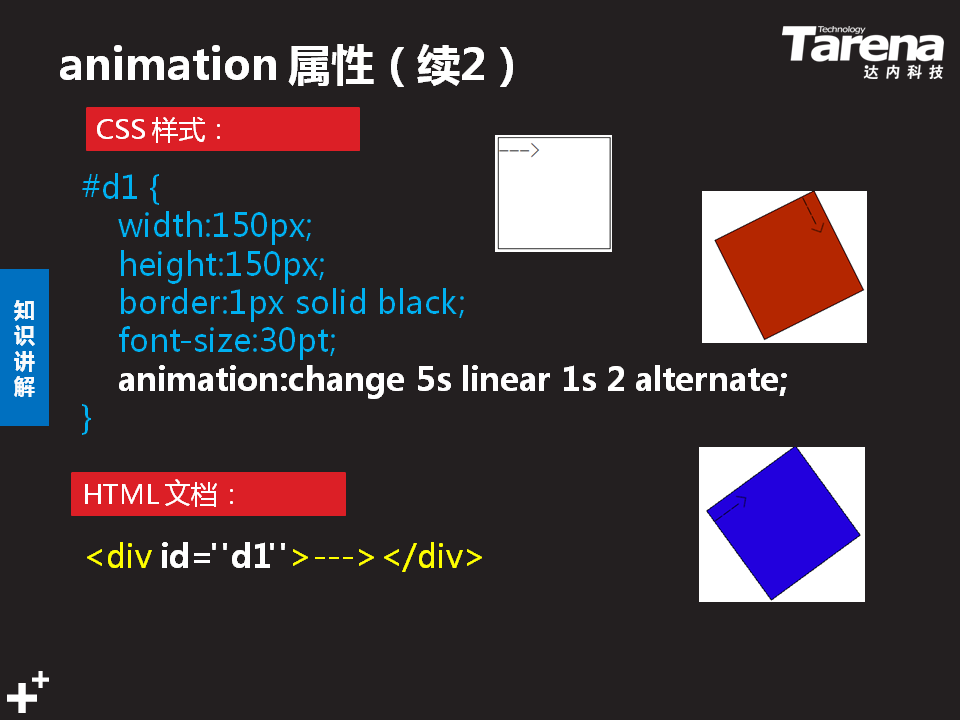 animation 属性（续2）
Technology
Tarena
达内科技
CSS 样式：
#d1 {
width:150px;
height:150px;
border:1px solid black;
font-size:30pt;
animation:change 5s linear 1s 2 alternate;
}
--->
--->
--->
知识讲解
HTML 文档：
<div id=''d1''>---></div>